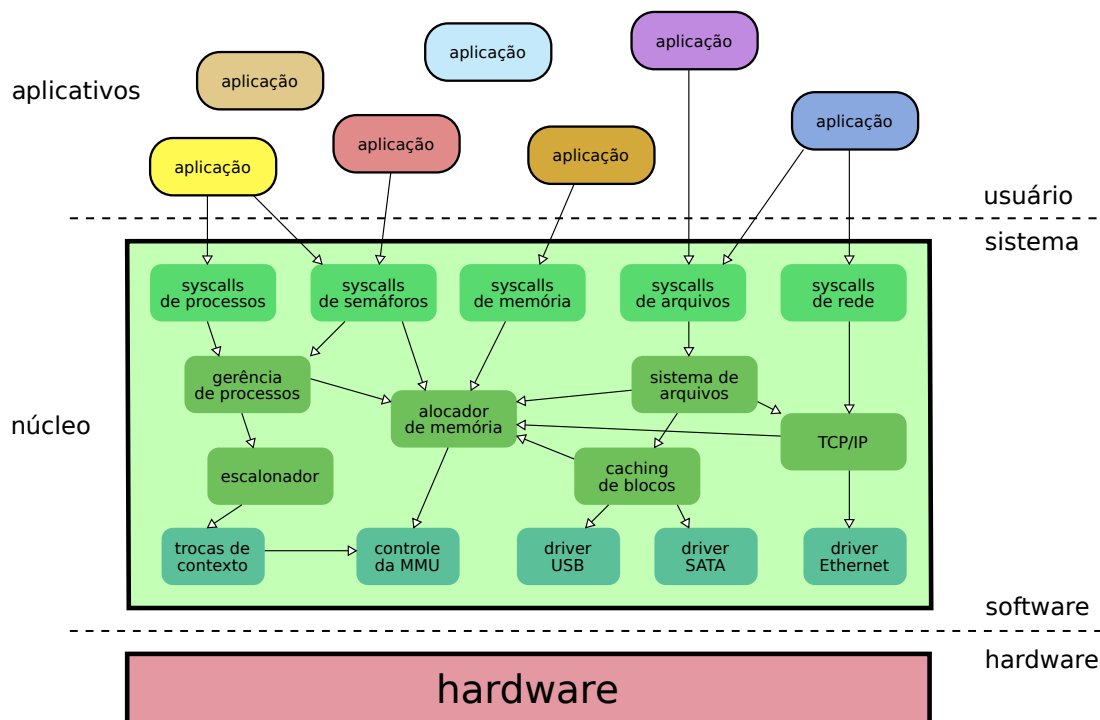 aplicação
aplicação
aplicação
aplicativos
aplicação
aplicação
aplicação
aplicação
usuário
sistema
syscalls
de processos
syscalls
de semáforos
syscalls
de memória
syscalls
de arquivos
syscalls
de rede
gerência
de processos
sistema de
arquivos
núcleo
alocador
de memória
TCP/IP
escalonador
caching
de blocos
trocas de
contexto
controle
da MMU
driver
USB
driver
SATA
driver
Ethernet
software
hardware
hardware